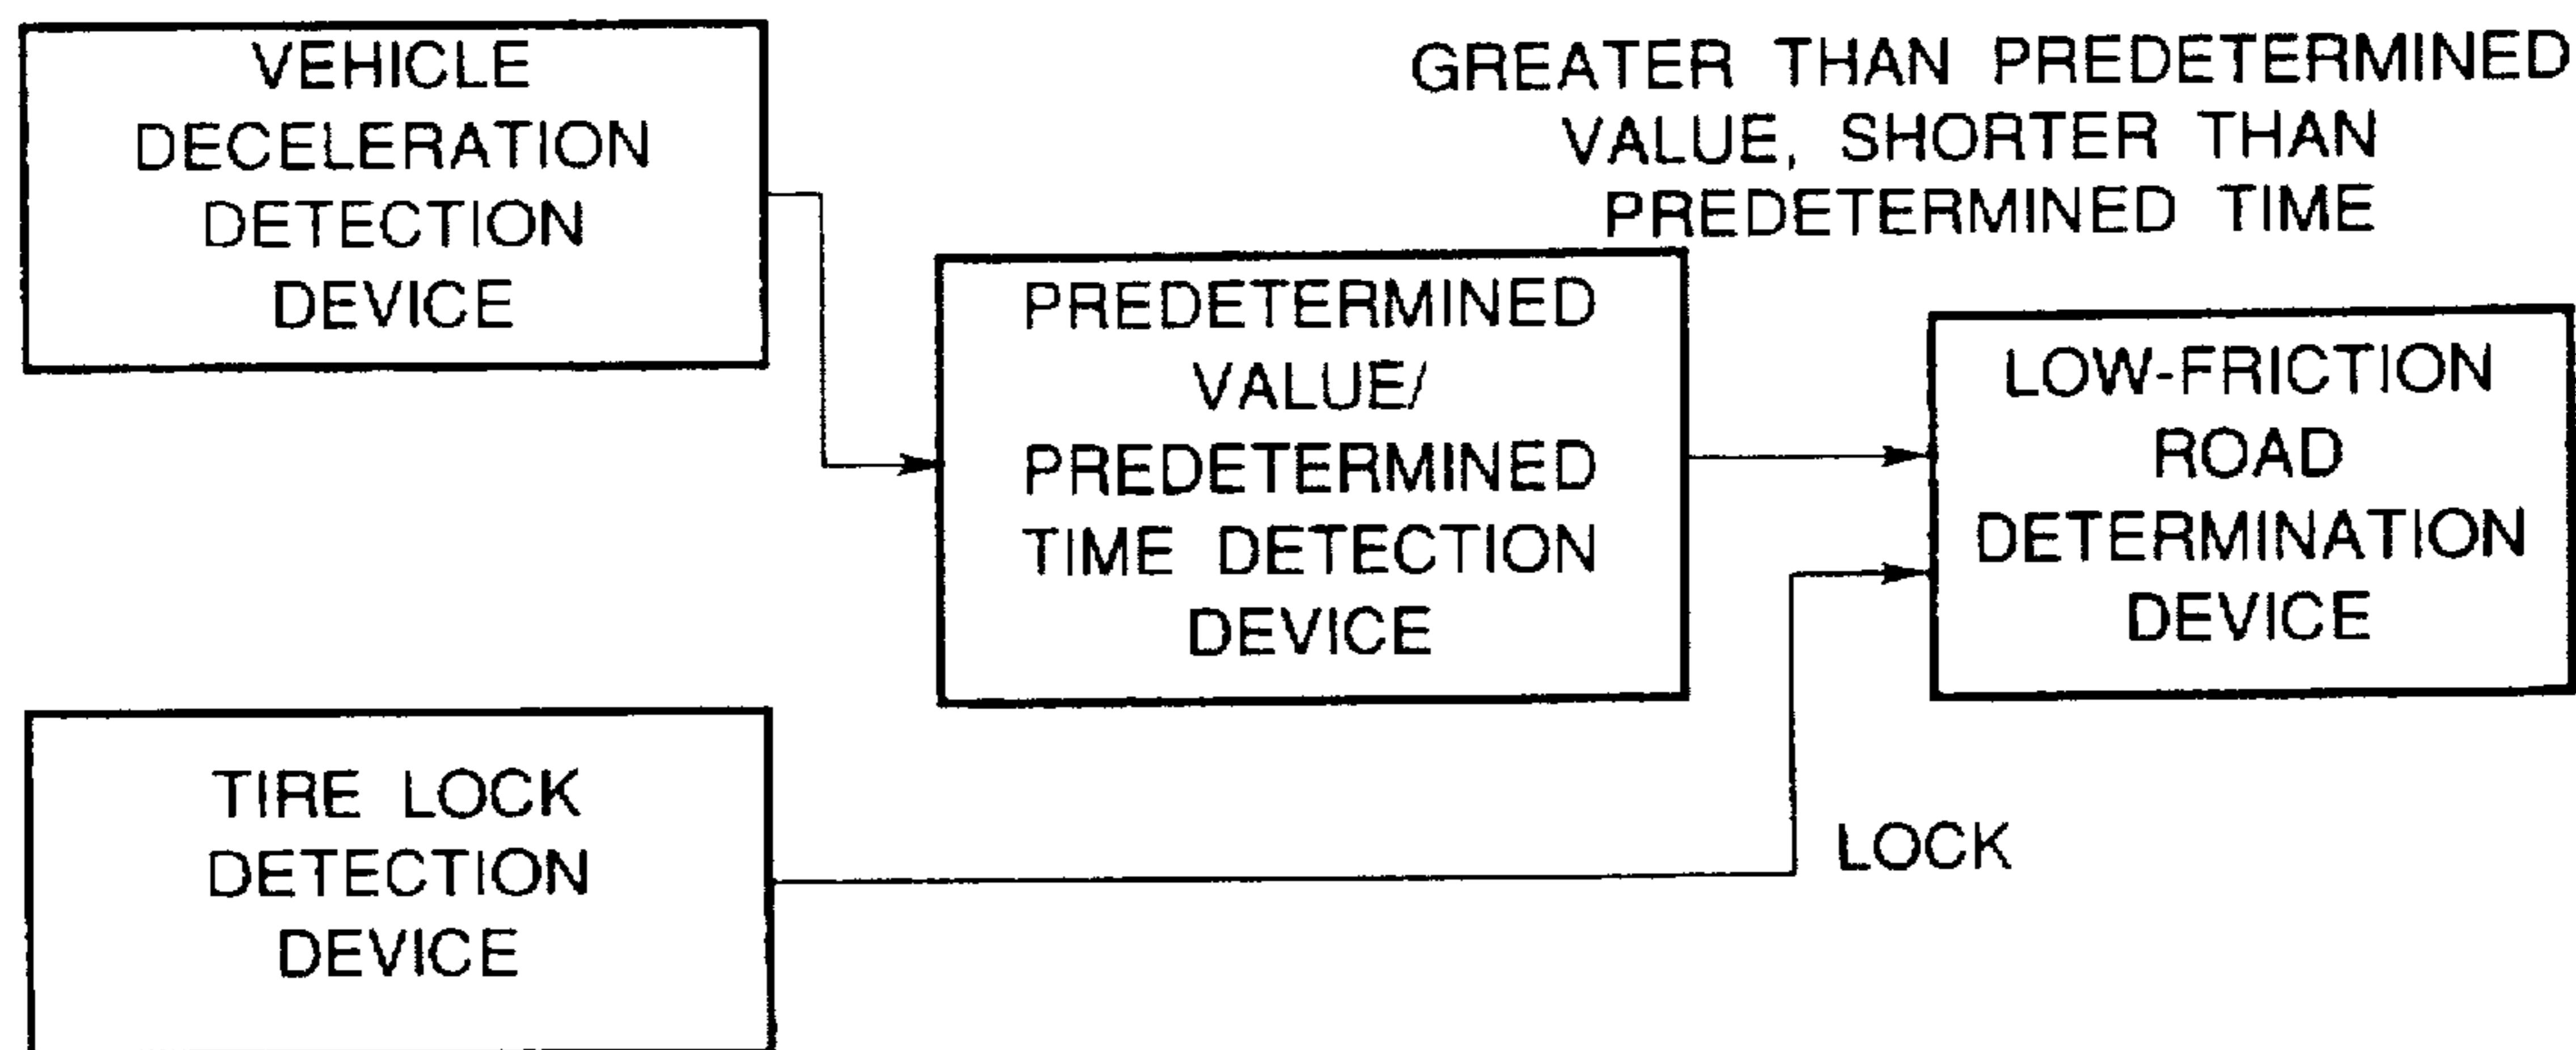 VEHICLE
DECELERATION
DETECTION
DEVICE
GREATER THAN PREDETERMINED
VALUE, SHORTER THAN
PREDETERMINED TIME
PREDETERMINED
VALUE/
PREDETERMINED
TIME DETECTION
DEVICE
LOW-FRICTION
ROAD
DETERMINATION
DEVICE
TIRE LOCK
DETECTION
DEVICE
LOCK